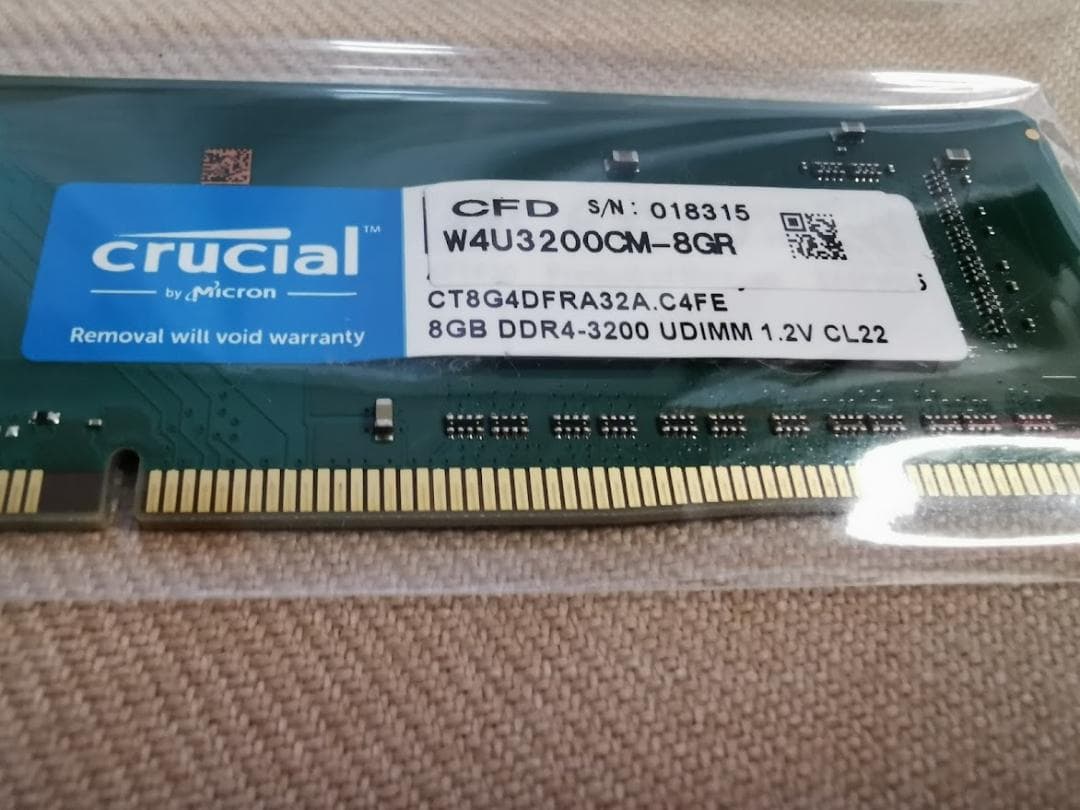 crucial™
by Micron
Removal will void warranty
CFD S/N: 018315
W4U3200CM-8GR
CT8G4DFRA32A.C4FE
8GB DDR4-3200 UDIMM 1.2V CL22